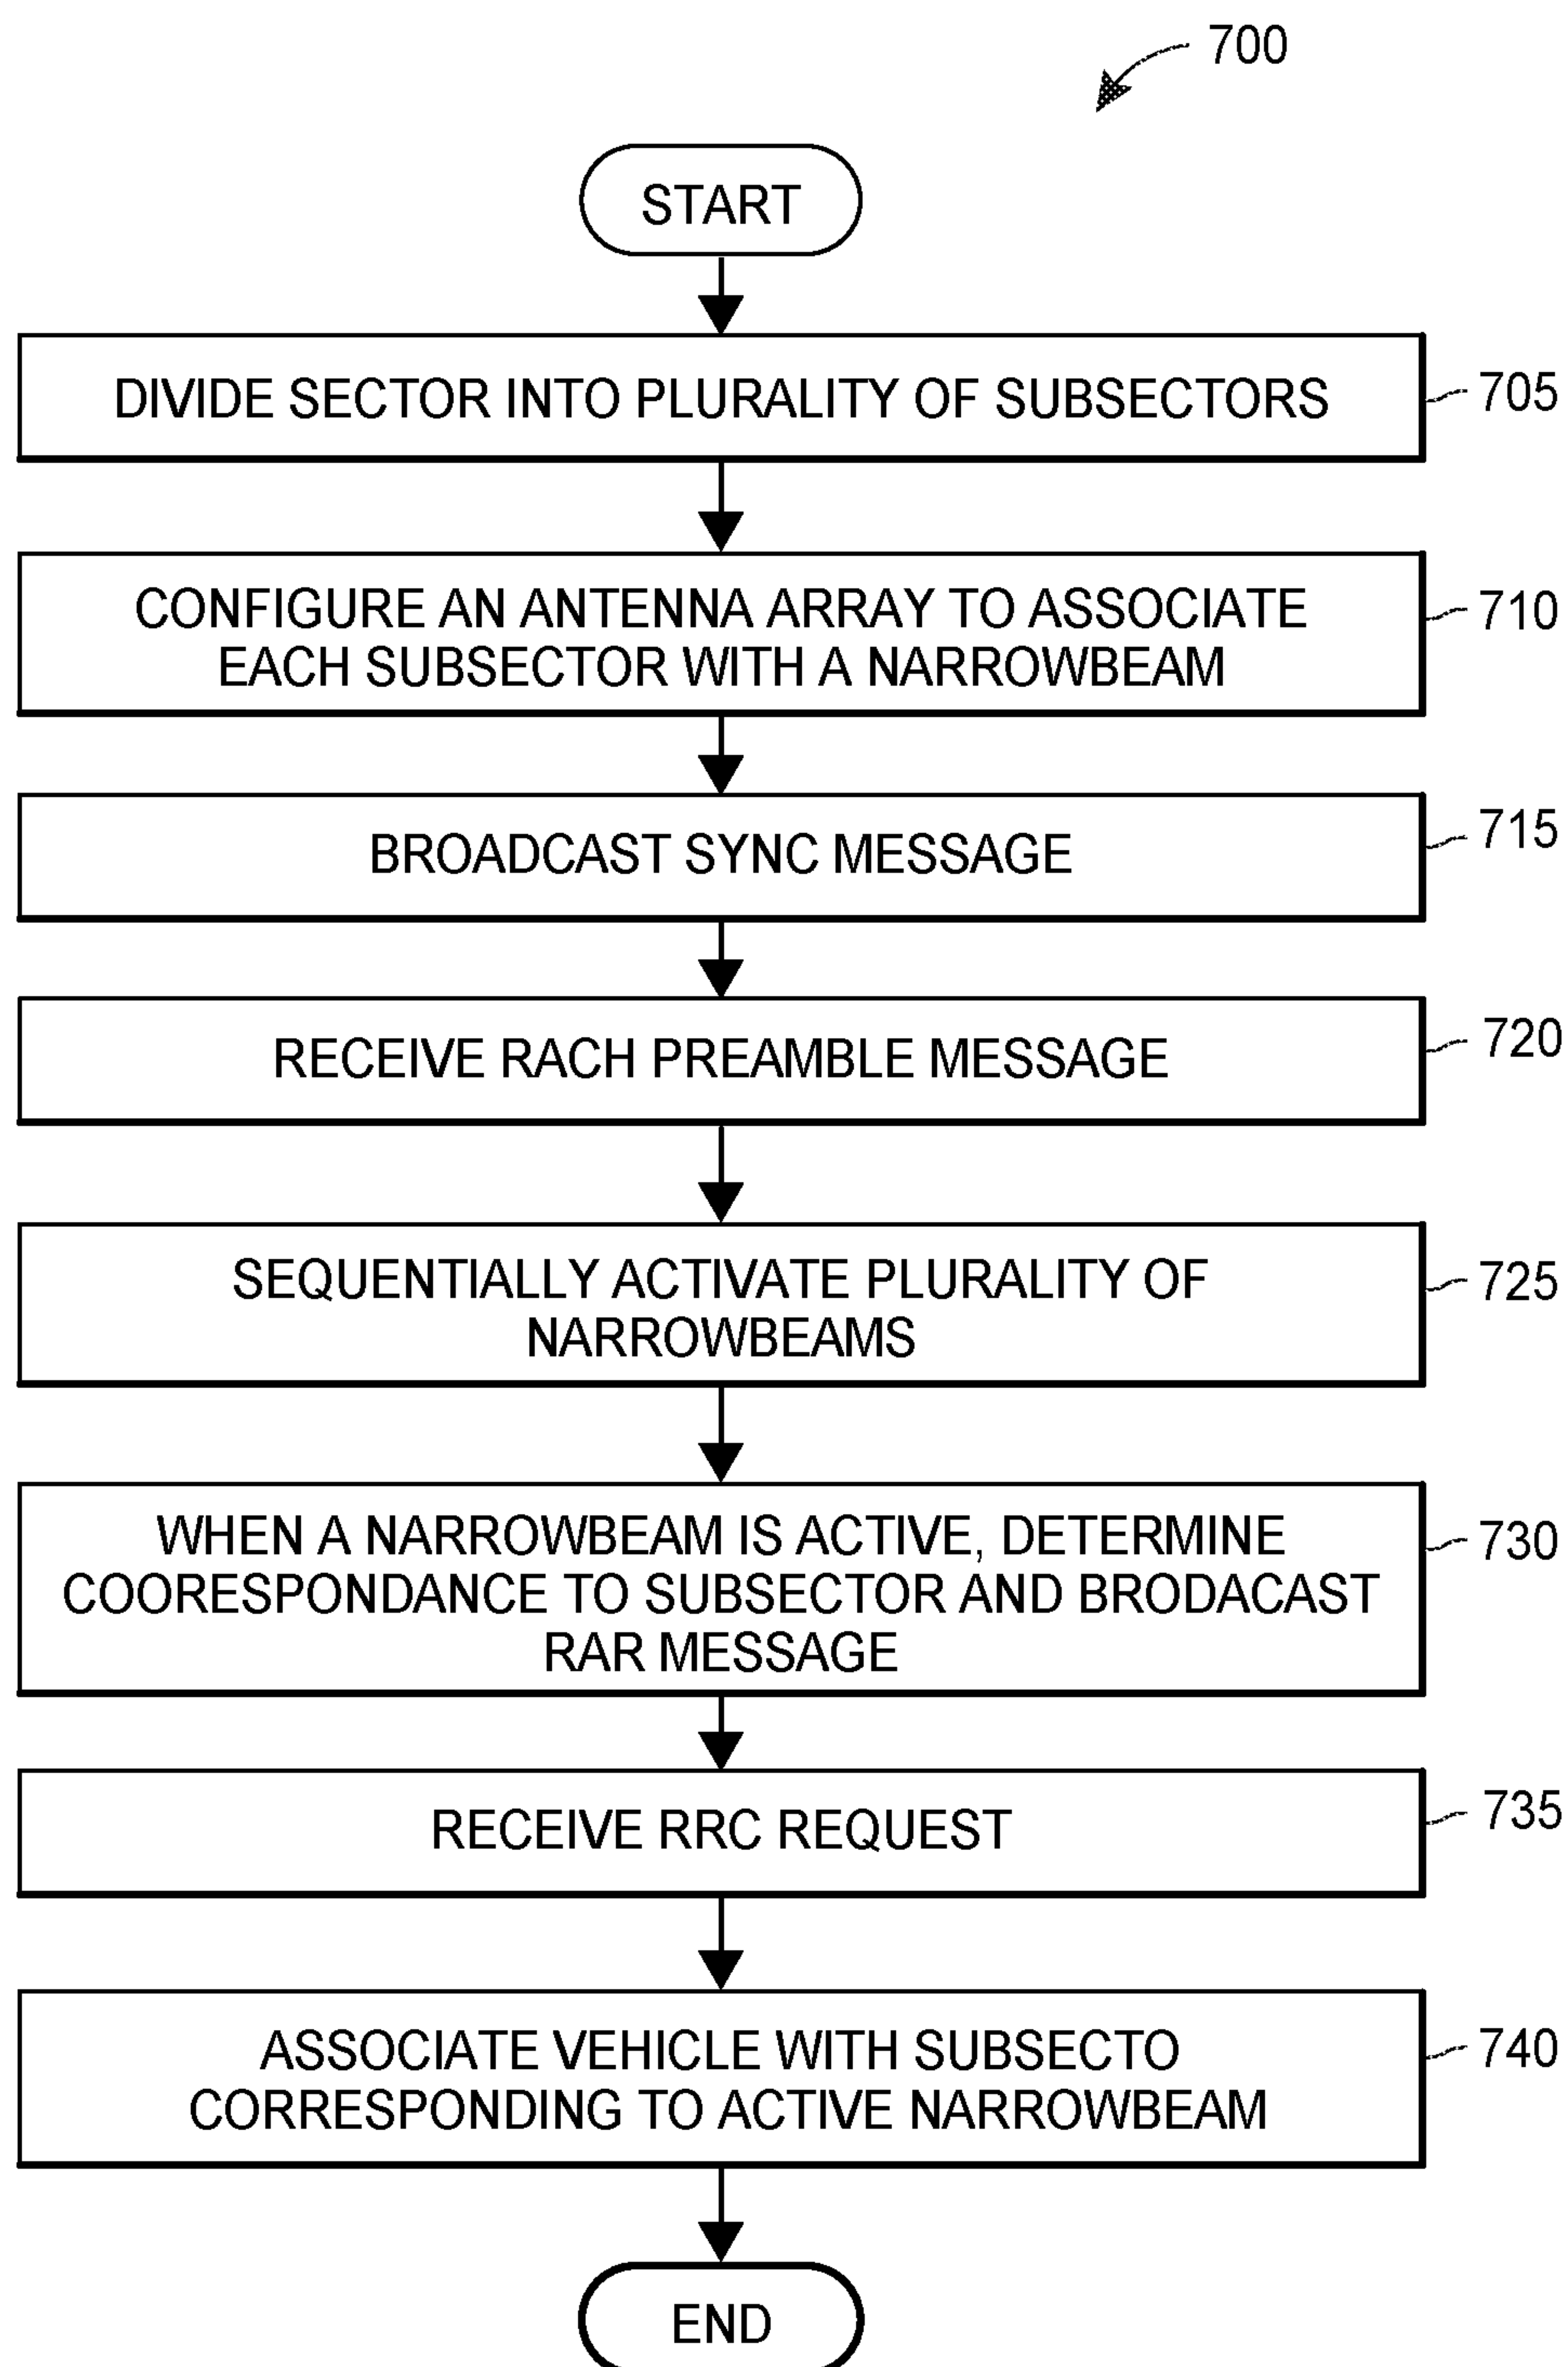 700
START
DIVIDE SECTOR INTO PLURALITY OF SUBSECTORS
705
CONFIGURE AN ANTENNA ARRAY TO ASSOCIATE
EACH SUBSECTOR WITH A NARROWBEAM
710
BROADCAST SYNC MESSAGE
715
RECEIVE RACH PREAMBLE MESSAGE
720
SEQUENTIALLY ACTIVATE PLURALITY OF
NARROWBEAMS
725
WHEN A NARROWBEAM IS ACTIVE, DETERMINE
COORESPONDANCE TO SUBSECTOR AND BRODACAST
RAR MESSAGE
730
RECEIVE RRC REQUEST
735
ASSOCIATE VEHICLE WITH SUBSECTO
CORRESPONDING TO ACTIVE NARROWBEAM
740
END